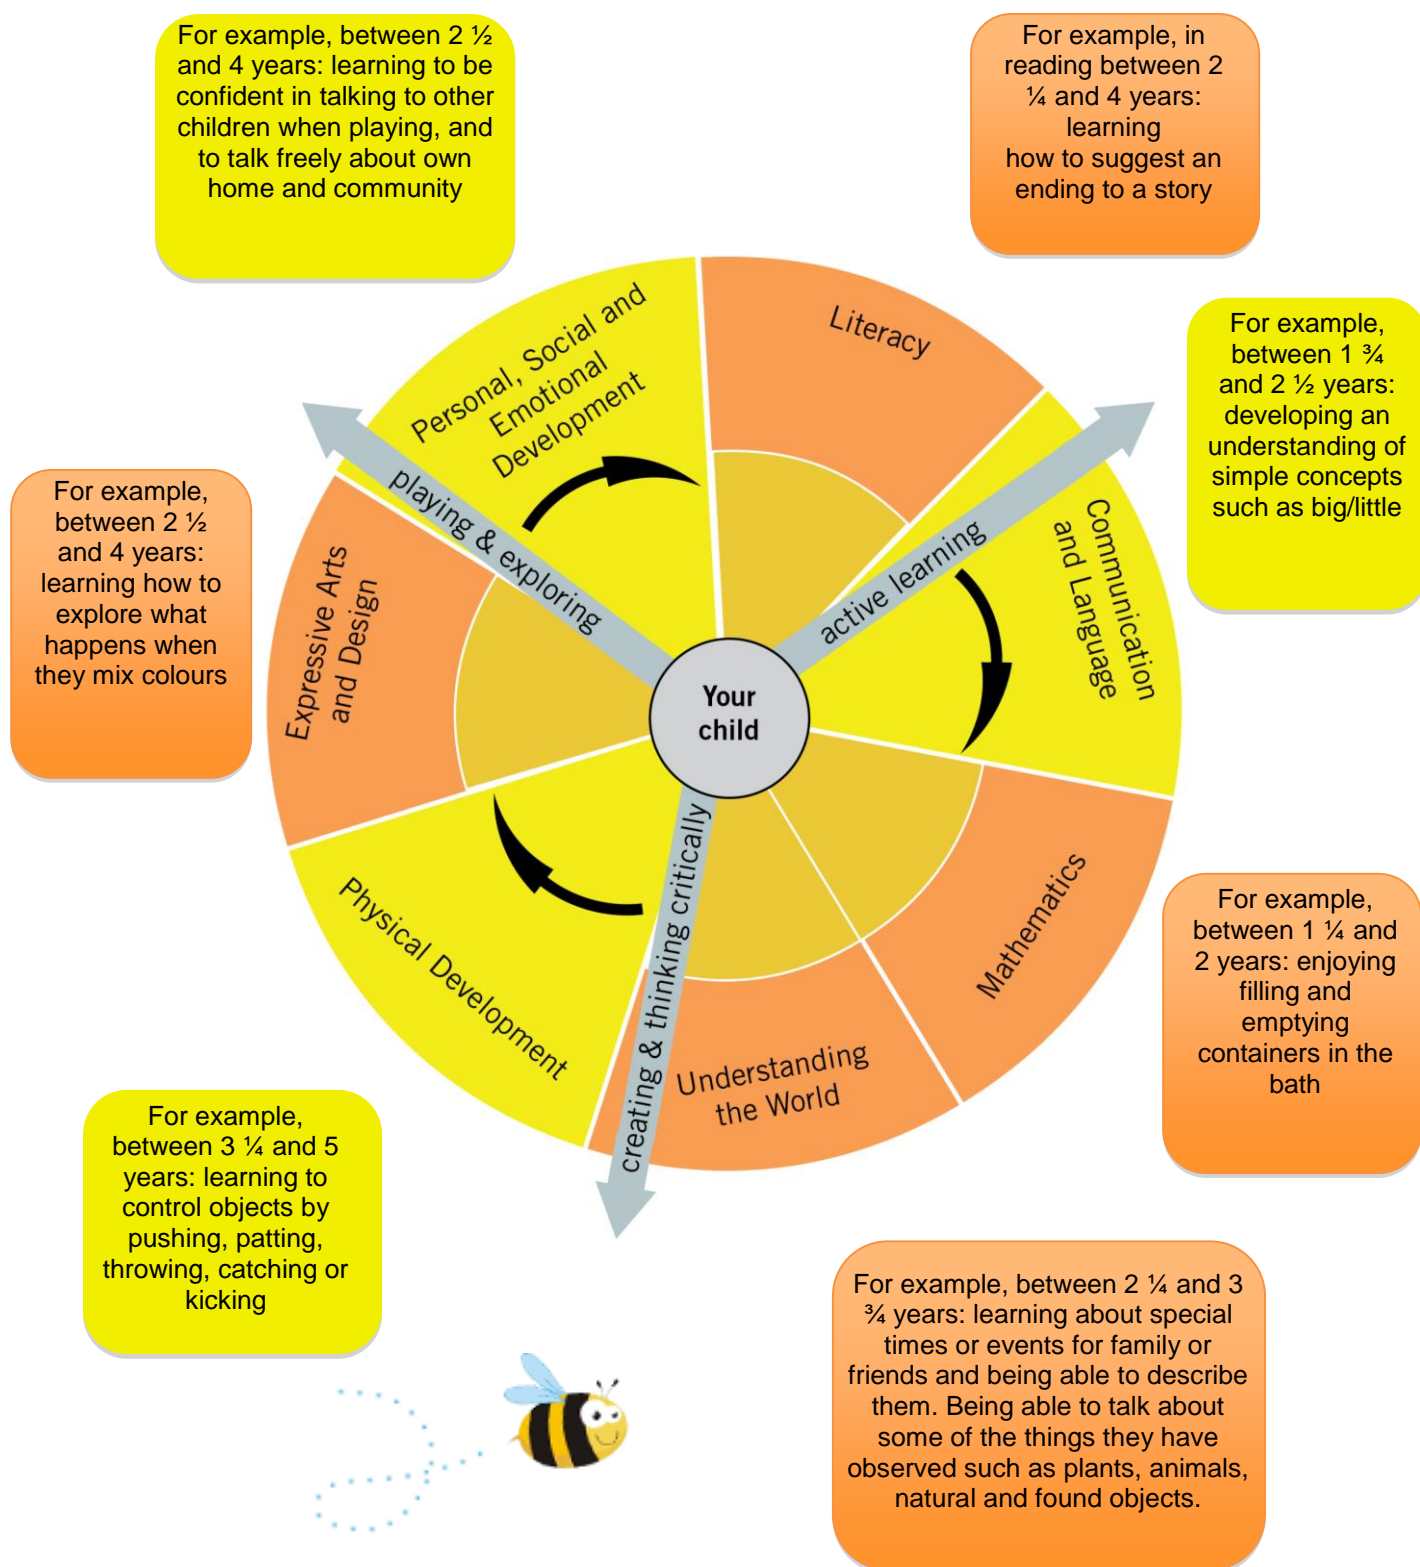 For example, between 2 ½
and 4 years: learning to be
confident in talking to other
children when playing, and
to talk freely about own
home and community
For example, in
reading between 2
¼ and 4 years:
learning
how to suggest an
ending to a story
For example,
between 1 ¾
and 2 ½ years:
developing an
understanding of
simple concepts
such as big/little
For example,
between 2 ½
and 4 years:
learning how to
explore what
happens when
they mix colours
Personal, Social and
Emotional
Development
Literacy
Communication
and Language
Mathematics
Understanding
the World
Physical Development
Expressive Arts
and Design
playing & exploring
active learning
creating & thinking critically
Your
child
For example,
between 1 ¼ and
2 years: enjoying
filling and
emptying
containers in the
bath
For example,
between 3 ¼ and 5
years: learning to
control objects by
pushing, patting,
throwing, catching or
kicking
For example, between 2 ¼ and 3
¾ years: learning about special
times or events for family or
friends and being able to describe
them. Being able to talk about
some of the things they have
observed such as plants, animals,
natural and found objects.